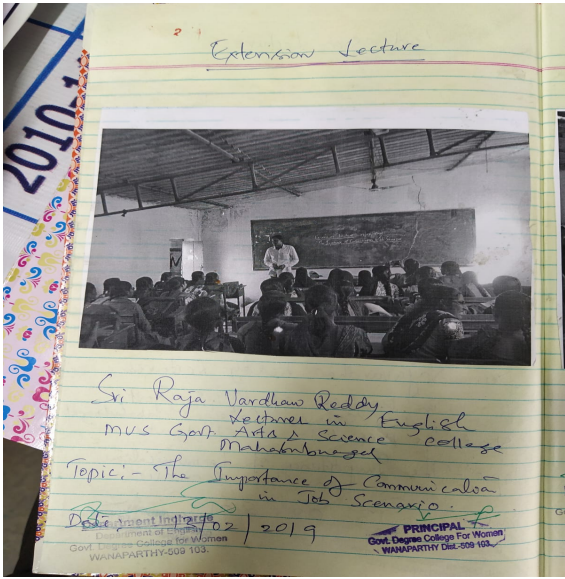 2010-1
2
Extension Lecture
Sri Raja Vardhan Reddy
Lecturer in English
MVS Govt Arts & Science College
Mahabubnagar
Topic:- The Importance of Communication
in Job Scenario.
Date: /02/2019
Department Incharge
Department of English
Govt. Degree College for Women
WANAPARTHY-509 103.
PRINCIPAL
Govt. Degree College For Women
WANAPARTHY Dist.-509 103.